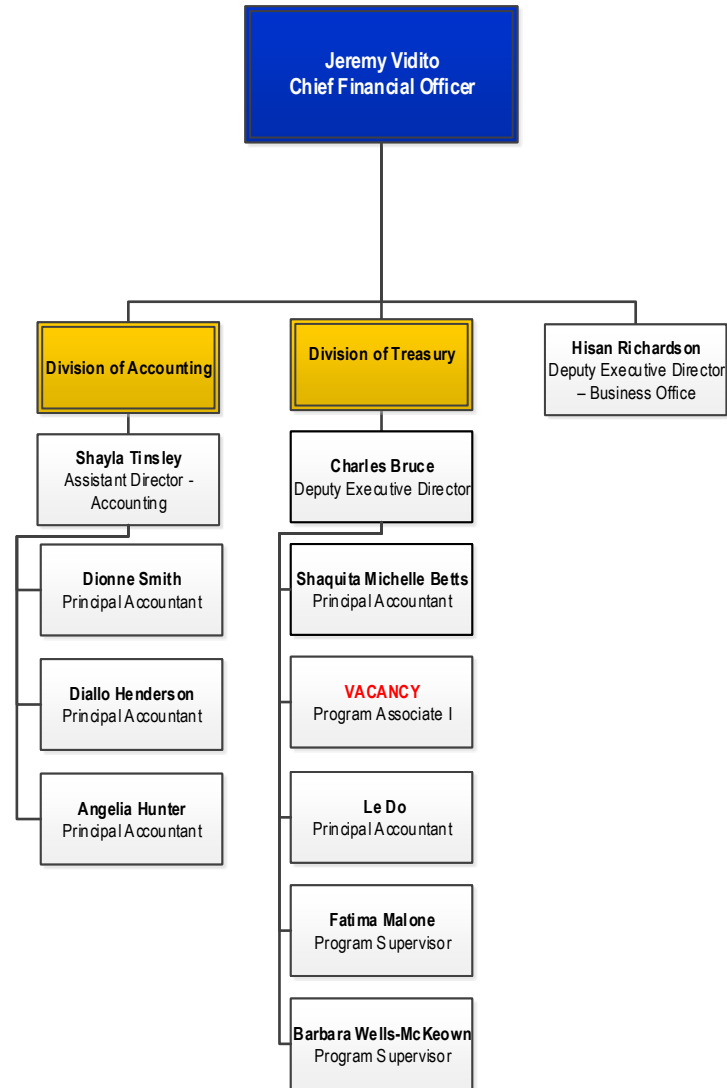 Jeremy Vidito
Chief Financial Officer
Division of Accounting
Shayla Tinsley
Assistant Director -
Accounting
Dionne Smith
Principal Accountant
Diallo Henderson
Principal Accountant
Angelia Hunter
Principal Accountant
Division of Treasury
Charles Bruce
Deputy Executive Director
Shaquita Michelle Betts
Principal Accountant
VACANCY
Program Associate I
Le Do
Principal Accountant
Fatima Malone
Program Supervisor
Barbara Wells-McKeown
Program Supervisor
Hisan Richardson
Deputy Executive Director
– Business Office